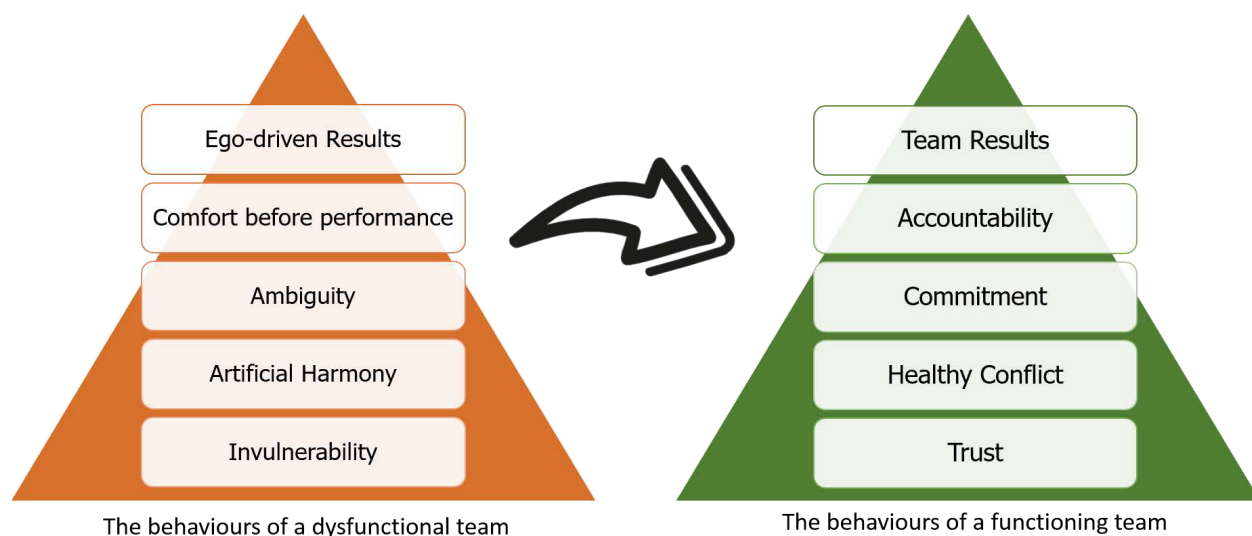 Ego-driven Results
Comfort before performance
Ambiguity
Artificial Harmony
Invulnerability
The behaviours of a dysfunctional team
Team Results
Accountability
Commitment
Healthy Conflict
Trust
The behaviours of a functioning team